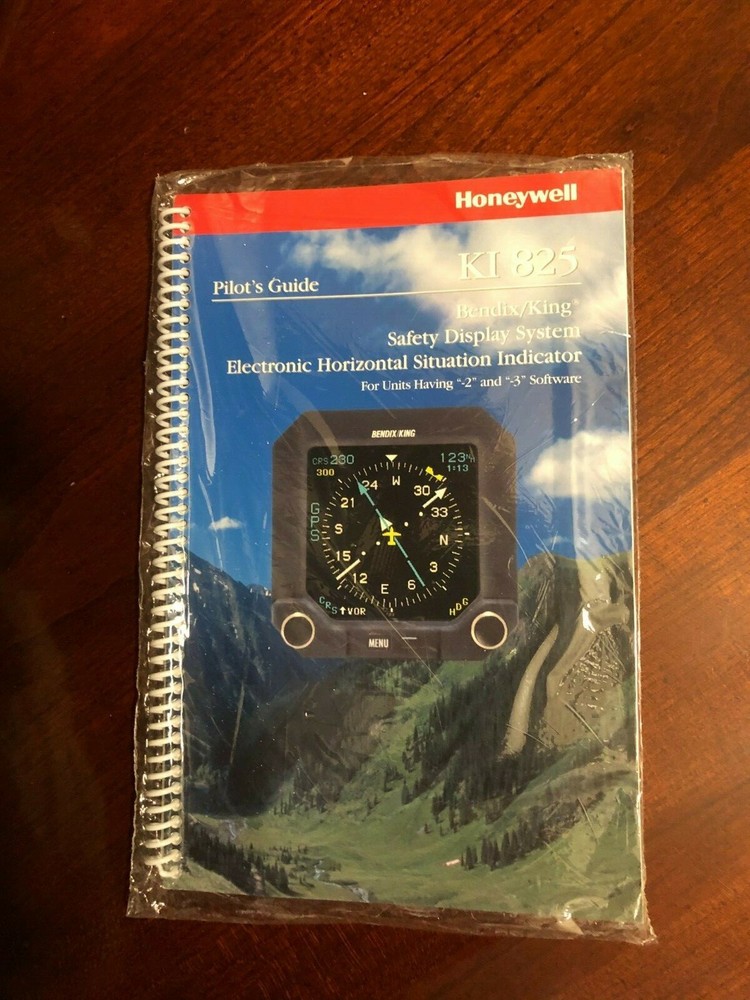 Honeywell
KI 825
Pilot's Guide
Bendix/King®
Safety Display System
Electronic Horizontal Situation Indicator
For Units Having "-2" and "-3" Software
BENDIX/KING
CRS 230
123NM
300
1:13
24
W
30
21
33
GPS
S
N
15
3
12
E
6
CRS
↑VOR
HDG
MENU